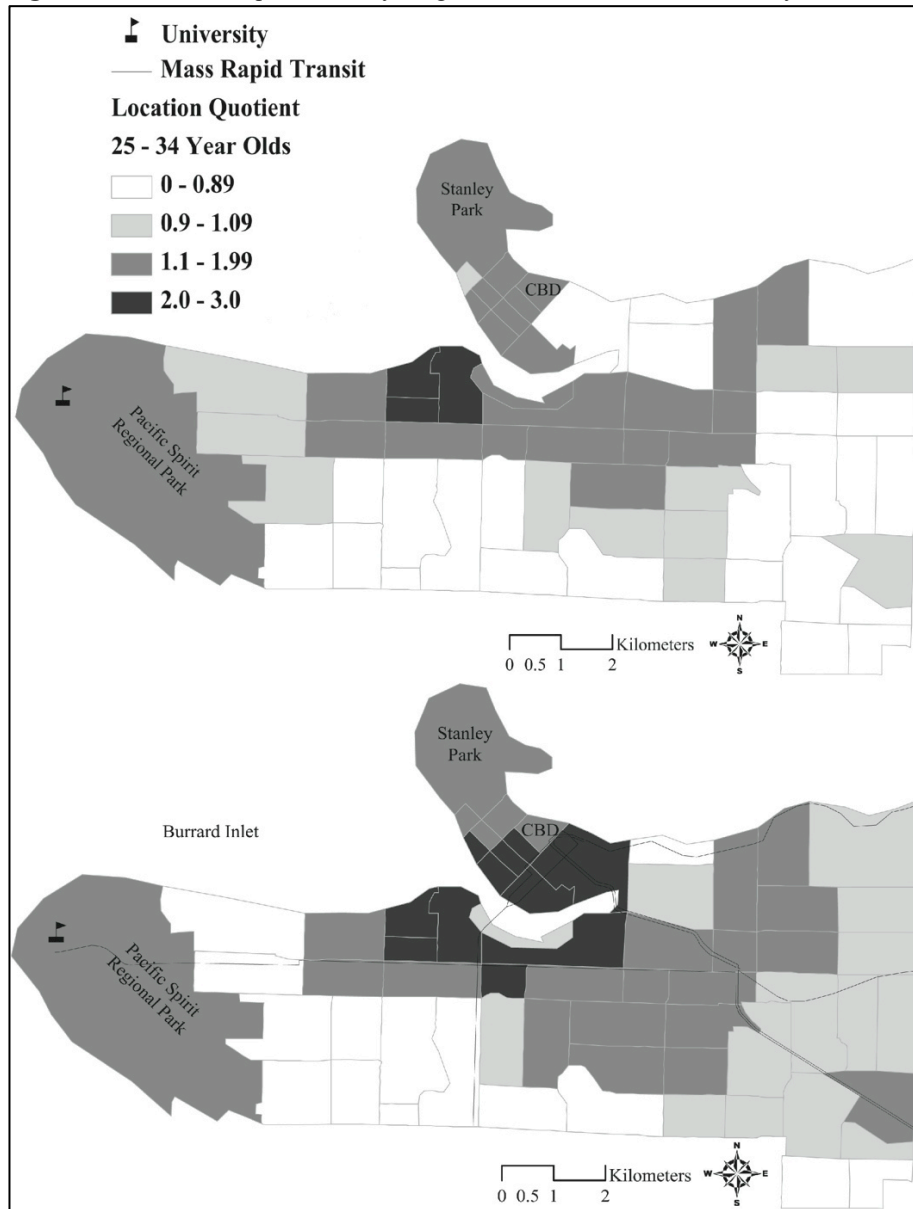 University
Mass Rapid Transit
Location Quotient
25 - 34 Year Olds
0 - 0.89
0.9 - 1.09
1.1 - 1.99
2.0 - 3.0
Stanley
Park
CBD
Pacific Spirit
Regional Park
N
W E
S
Kilometers
0 0.5 1 2
Stanley
Park
CBD
Burrard Inlet
Pacific Spirit
Regional Park
N
W E
S
Kilometers
0 0.5 1 2